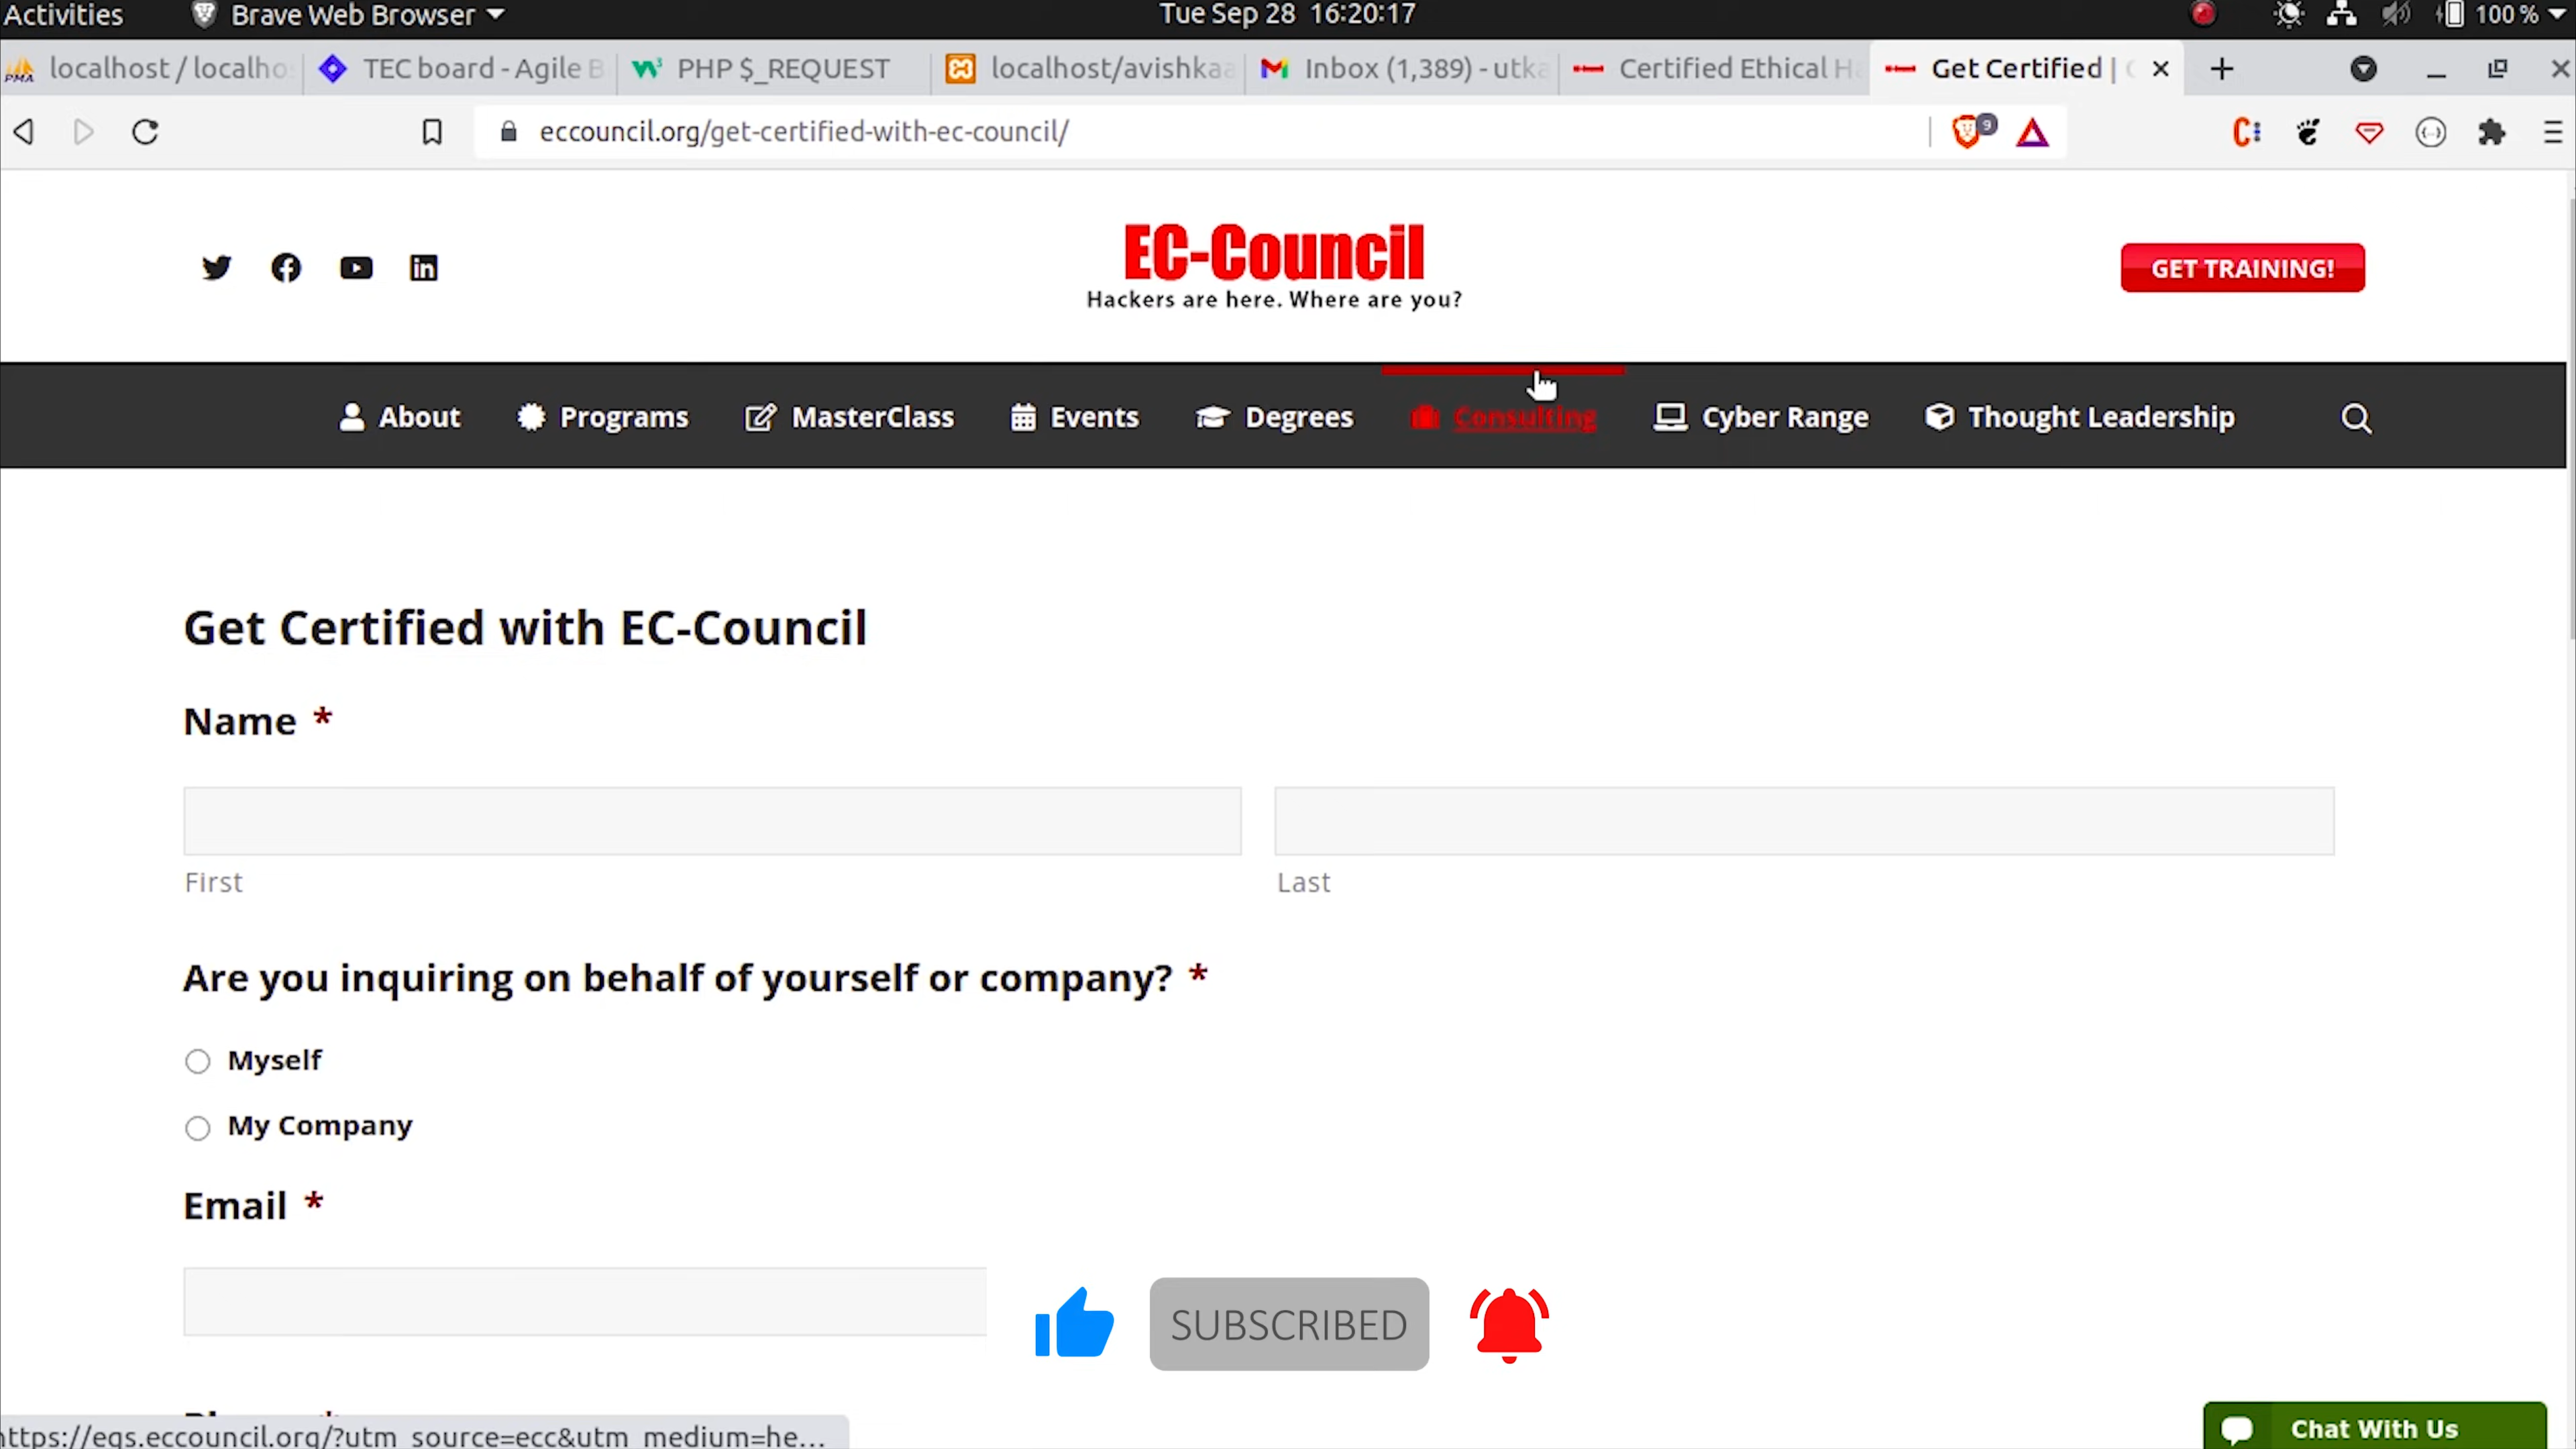 Activities Brave Web Browser Tue Sep 28 16:20:17 100 %
PMA localhost / localho TEC board - Agile B PHP $_REQUEST localhost/avishkaa Inbox (1,389) - utka Certified Ethical Ha Get Certified |
eccouncil.org/get-certified-with-ec-council/ 9
EC-Council
Hackers are here. Where are you?
GET TRAINING!
About Programs MasterClass Events Degrees Consulting Cyber Range Thought Leadership
Get Certified with EC-Council
Name *
First Last
Are you inquiring on behalf of yourself or company? *
Myself
My Company
Email *
SUBSCRIBED
https://egs.eccouncil.org/?utm_source=ecc&utm_medium=he...
Chat With Us